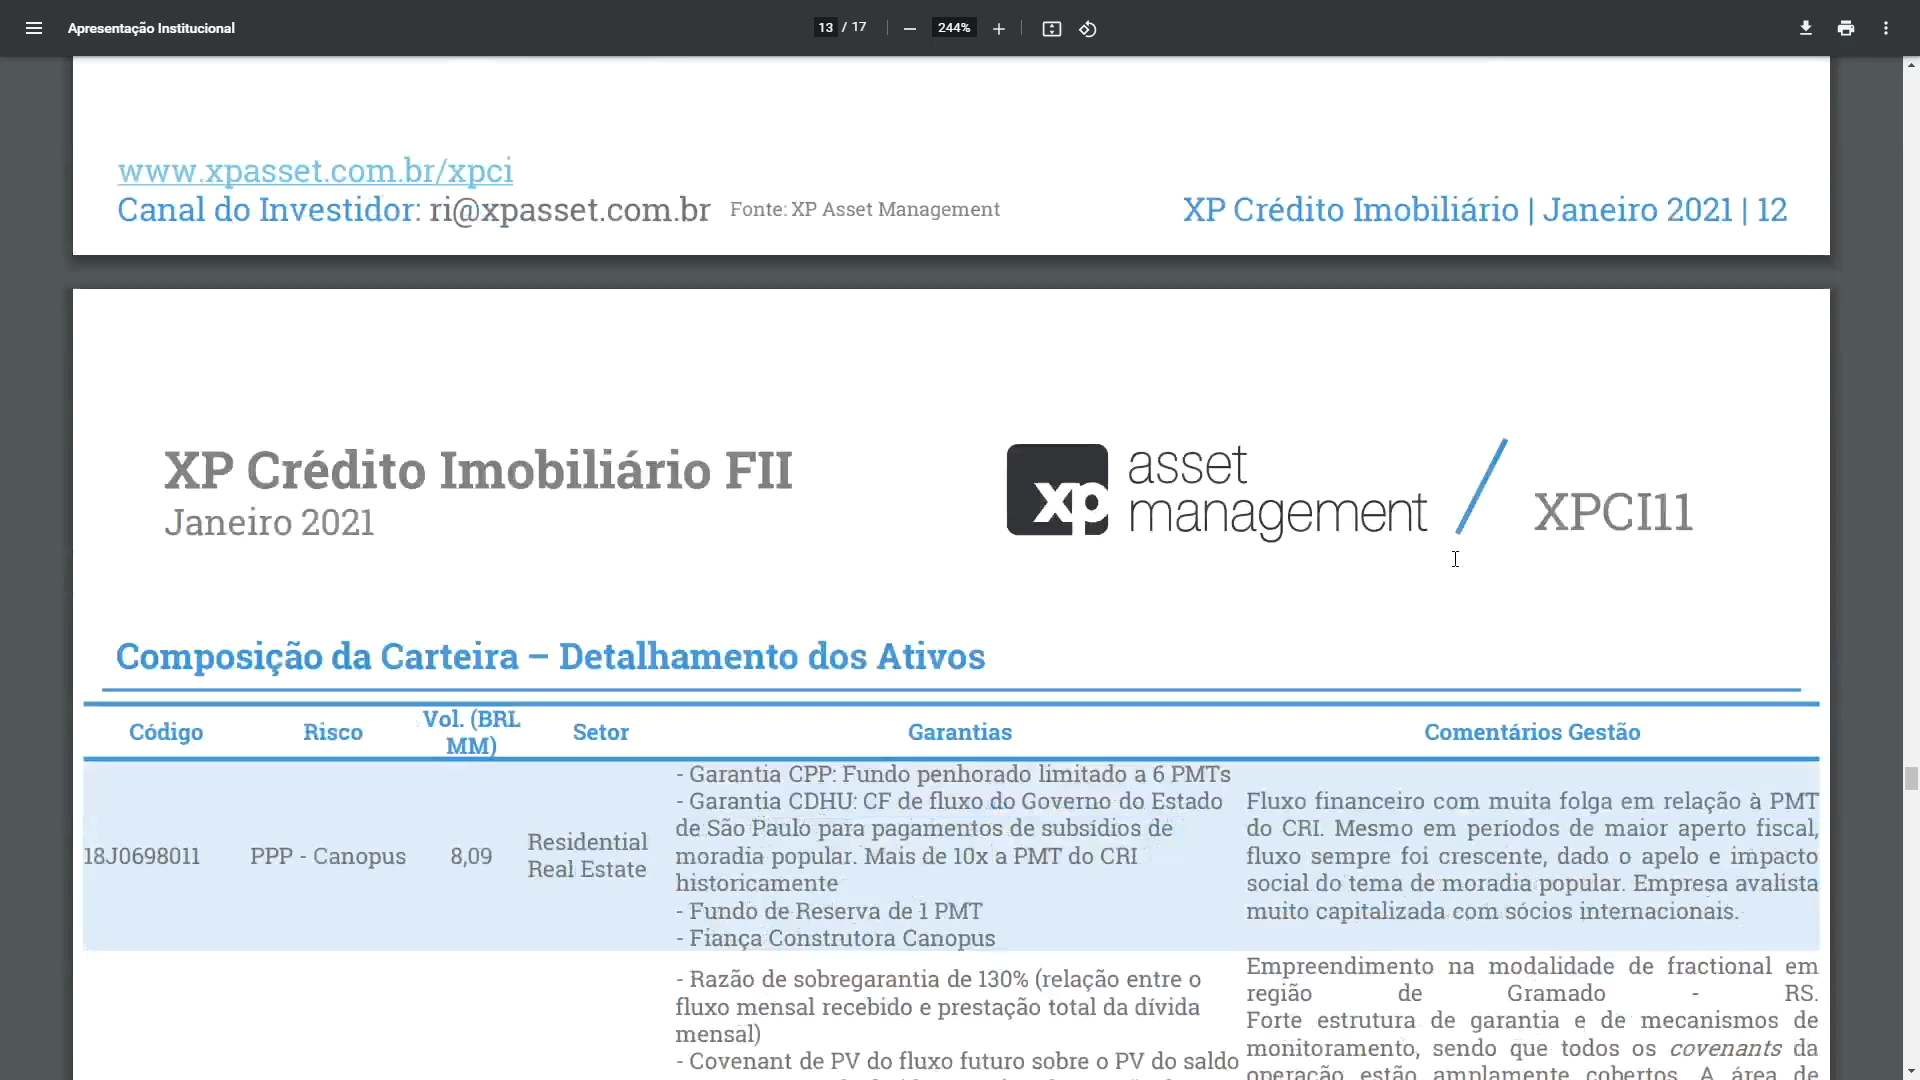 Apresentação Institucional
13 / 17
244%
www.xpasset.com.br/xpci
Canal do Investidor: ri@xpasset.com.br Fonte: XP Asset Management
XP Crédito Imobiliário | Janeiro 2021 | 12
XP Crédito Imobiliário FII
Janeiro 2021
xp asset management
XPCI11
Composição da Carteira – Detalhamento dos Ativos
Código
Risco
Vol. (BRL
MM)
Setor
Garantias
Comentários Gestão
18J0698011
PPP - Canopus
8,09
Residential
Real Estate
- Garantia CPP: Fundo penhorado limitado a 6 PMTs
- Garantia CDHU: CF de fluxo do Governo do Estado
de São Paulo para pagamentos de subsídios de
moradia popular. Mais de 10x a PMT do CRI
historicamente
- Fundo de Reserva de 1 PMT
- Fiança Construtora Canopus
Fluxo financeiro com muita folga em relação à PMT
do CRI. Mesmo em períodos de maior aperto fiscal,
fluxo sempre foi crescente, dado o apelo e impacto
social do tema de moradia popular. Empresa avalista
muito capitalizada com sócios internacionais.
- Razão de sobregarantia de 130% (relação entre o
fluxo mensal recebido e prestação total da dívida
mensal)
- Covenant de PV do fluxo futuro sobre o PV do saldo
Empreendimento na modalidade de fractional em
região de Gramado - RS.
Forte estrutura de garantia e de mecanismos de
monitoramento, sendo que todos os covenants da
operação estão amplamente cobertos. A área de